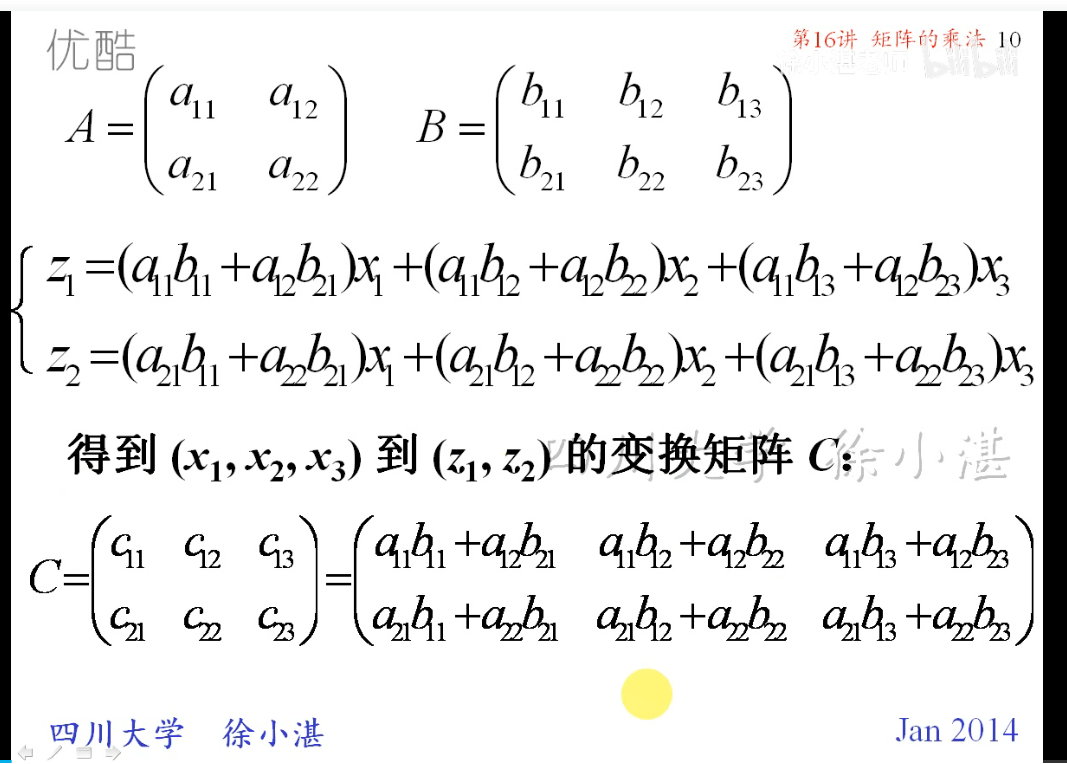 优酷
第16讲 矩阵的乘法 10
A = \begin{pmatrix} a_{11} & a_{12} \\ a_{21} & a_{22} \end{pmatrix} B = \begin{pmatrix} b_{11} & b_{12} & b_{13} \\ b_{21} & b_{22} & b_{23} \end{pmatrix}
z_1 = (a_{11}b_{11} + a_{12}b_{21})x_1 + (a_{11}b_{12} + a_{12}b_{22})x_2 + (a_{11}b_{13} + a_{12}b_{23})x_3
z_2 = (a_{21}b_{11} + a_{22}b_{21})x_1 + (a_{21}b_{12} + a_{22}b_{22})x_2 + (a_{21}b_{13} + a_{22}b_{23})x_3
得到 (x_1, x_2, x_3) 到 (z_1, z_2) 的变换矩阵 C：
四川大学 徐小湛
C = \begin{pmatrix} c_{11} & c_{12} & c_{13} \\ c_{21} & c_{22} & c_{23} \end{pmatrix} = \begin{pmatrix} a_{11}b_{11} + a_{12}b_{21} & a_{11}b_{12} + a_{12}b_{22} & a_{11}b_{13} + a_{12}b_{23} \\ a_{21}b_{11} + a_{22}b_{21} & a_{21}b_{12} + a_{22}b_{22} & a_{21}b_{13} + a_{22}b_{23} \end{pmatrix}
四川大学 徐小湛 Jan 2014